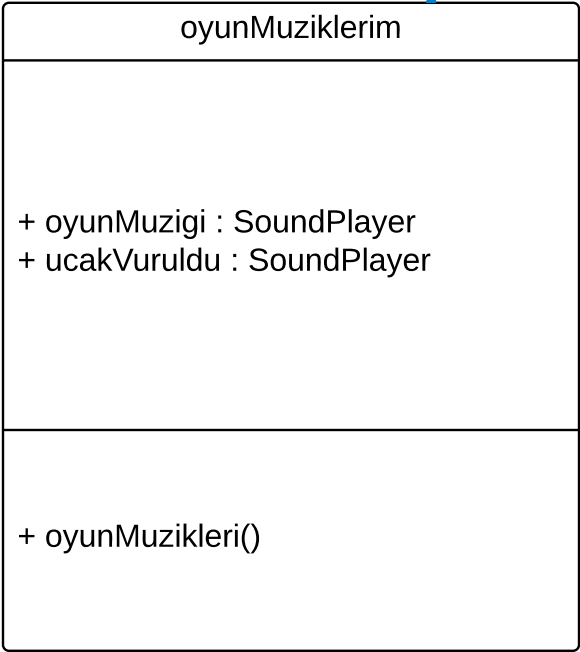 oyunMuziklerim
+ oyunMuzigi : SoundPlayer
+ ucakVuruldu : SoundPlayer
+ oyunMuzikleri()